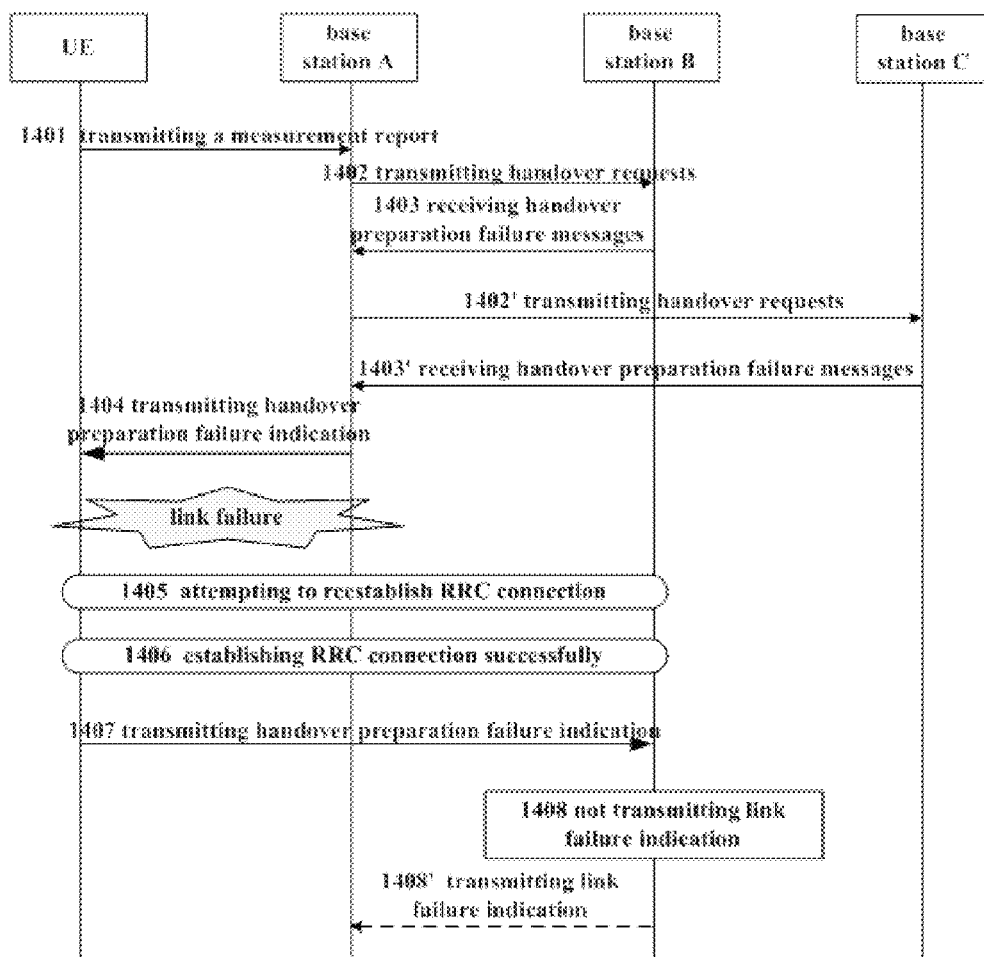 UE
base
station A
base
station B
base
station C
1401 transmitting a measurement report
1402 transmitting handover requests
1403 receiving handover
preparation failure messages
1402' transmitting handover requests
1403' receiving handover preparation failure messages
1404 transmitting handover
preparation failure indication
link failure
1405 attempting to reestablish RRC connection
1406 establishing RRC connection successfully
1407 transmitting handover preparation failure indication
1408 not transmitting link
failure indication
1408' transmitting link
failure indication